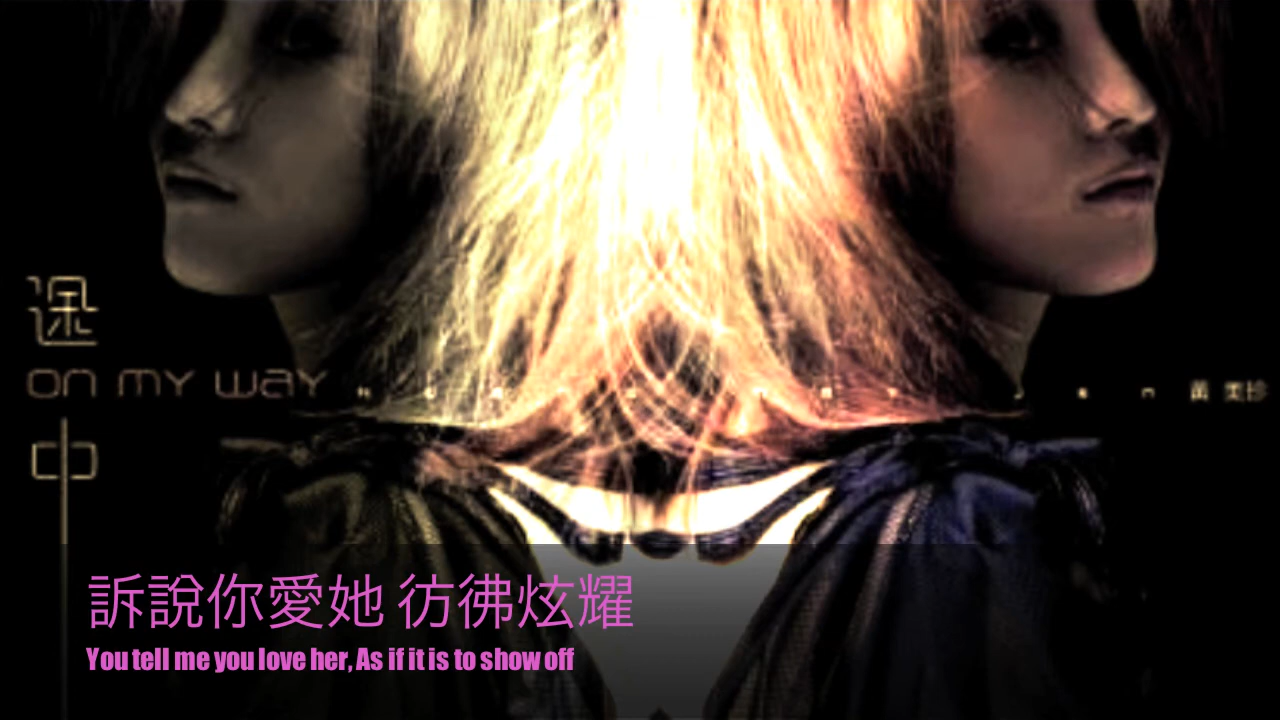 途
on my way
黃 美珍
中
訴說你愛她 彷彿炫耀
You tell me you love her, As if it is to show off